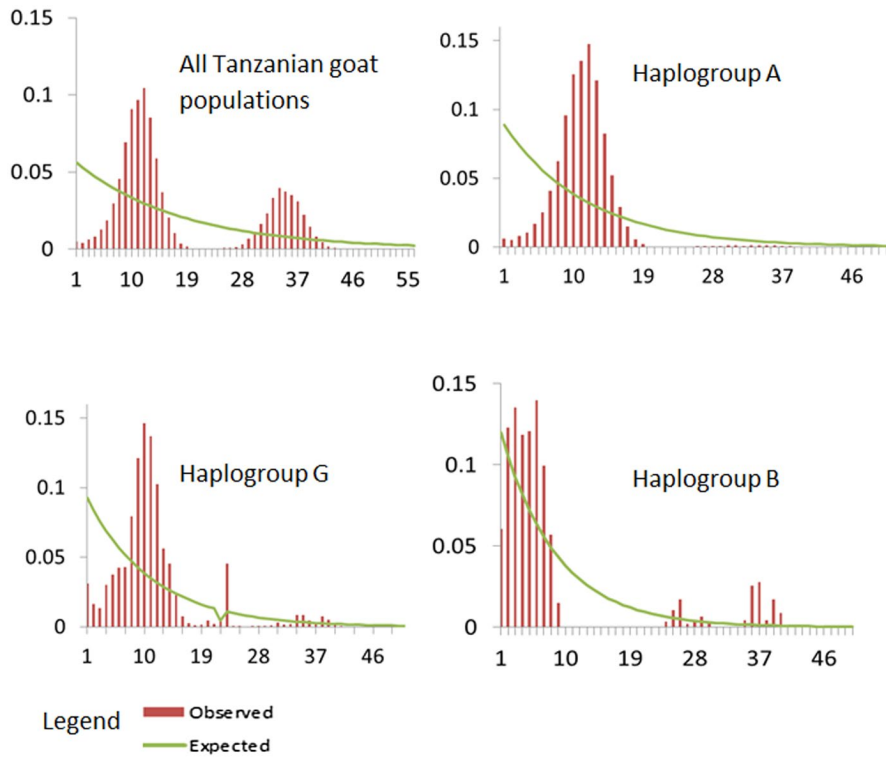 0.15
0.1
0.05
0
1 10 19 28 37 46 55
All Tanzanian goat
populations
0.15
0.1
0.05
0
1 10 19 28 37 46
Haplogroup A
0.15
0.1
0.05
0
1 10 19 28 37 46
Haplogroup G
0.15
0.1
0.05
0
1 10 19 28 37 46
Haplogroup B
Legend
Observed
Expected